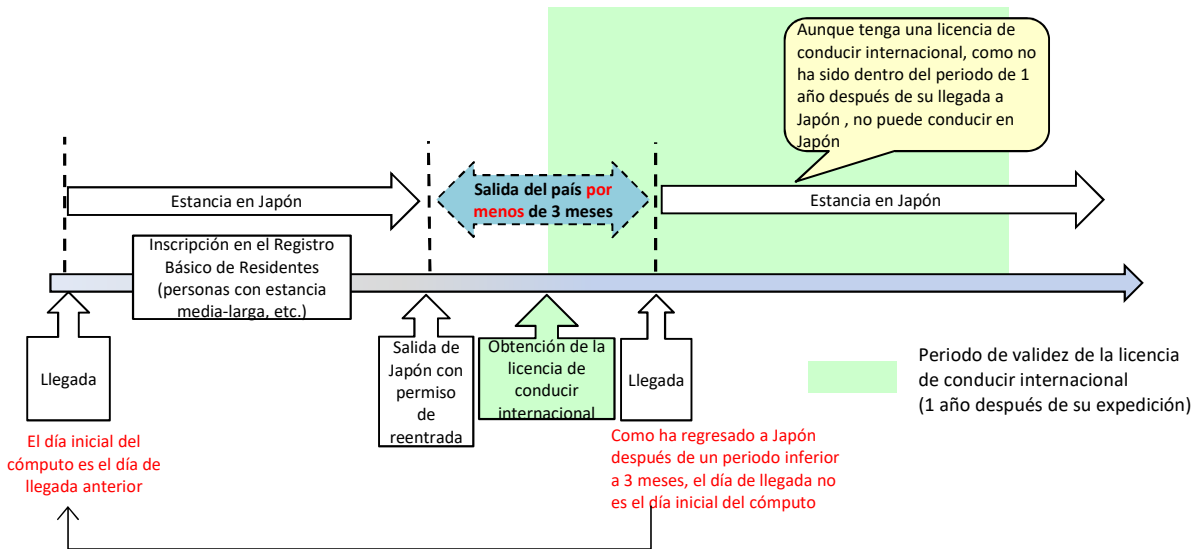 Aunque tenga una licencia de
conducir internacional, como no
ha sido dentro del periodo de 1
año después de su llegada a
Japón , no puede conducir en
Japón
Estancia en Japón
Salida del país por
menos de 3 meses
Estancia en Japón
Inscripción en el Registro
Básico de Residentes
(personas con estancia
media-larga, etc.)
Llegada
Salida de
Japón con
permiso de
reentrada
Obtención de la
licencia de
conducir
internacional
Llegada
Periodo de validez de la licencia
de conducir internacional
(1 año después de su expedición)
El día inicial del
cómputo es el día de
llegada anterior
Como ha regresado a Japón
después de un periodo inferior
a 3 meses, el día de llegada no
es el día inicial del cómputo